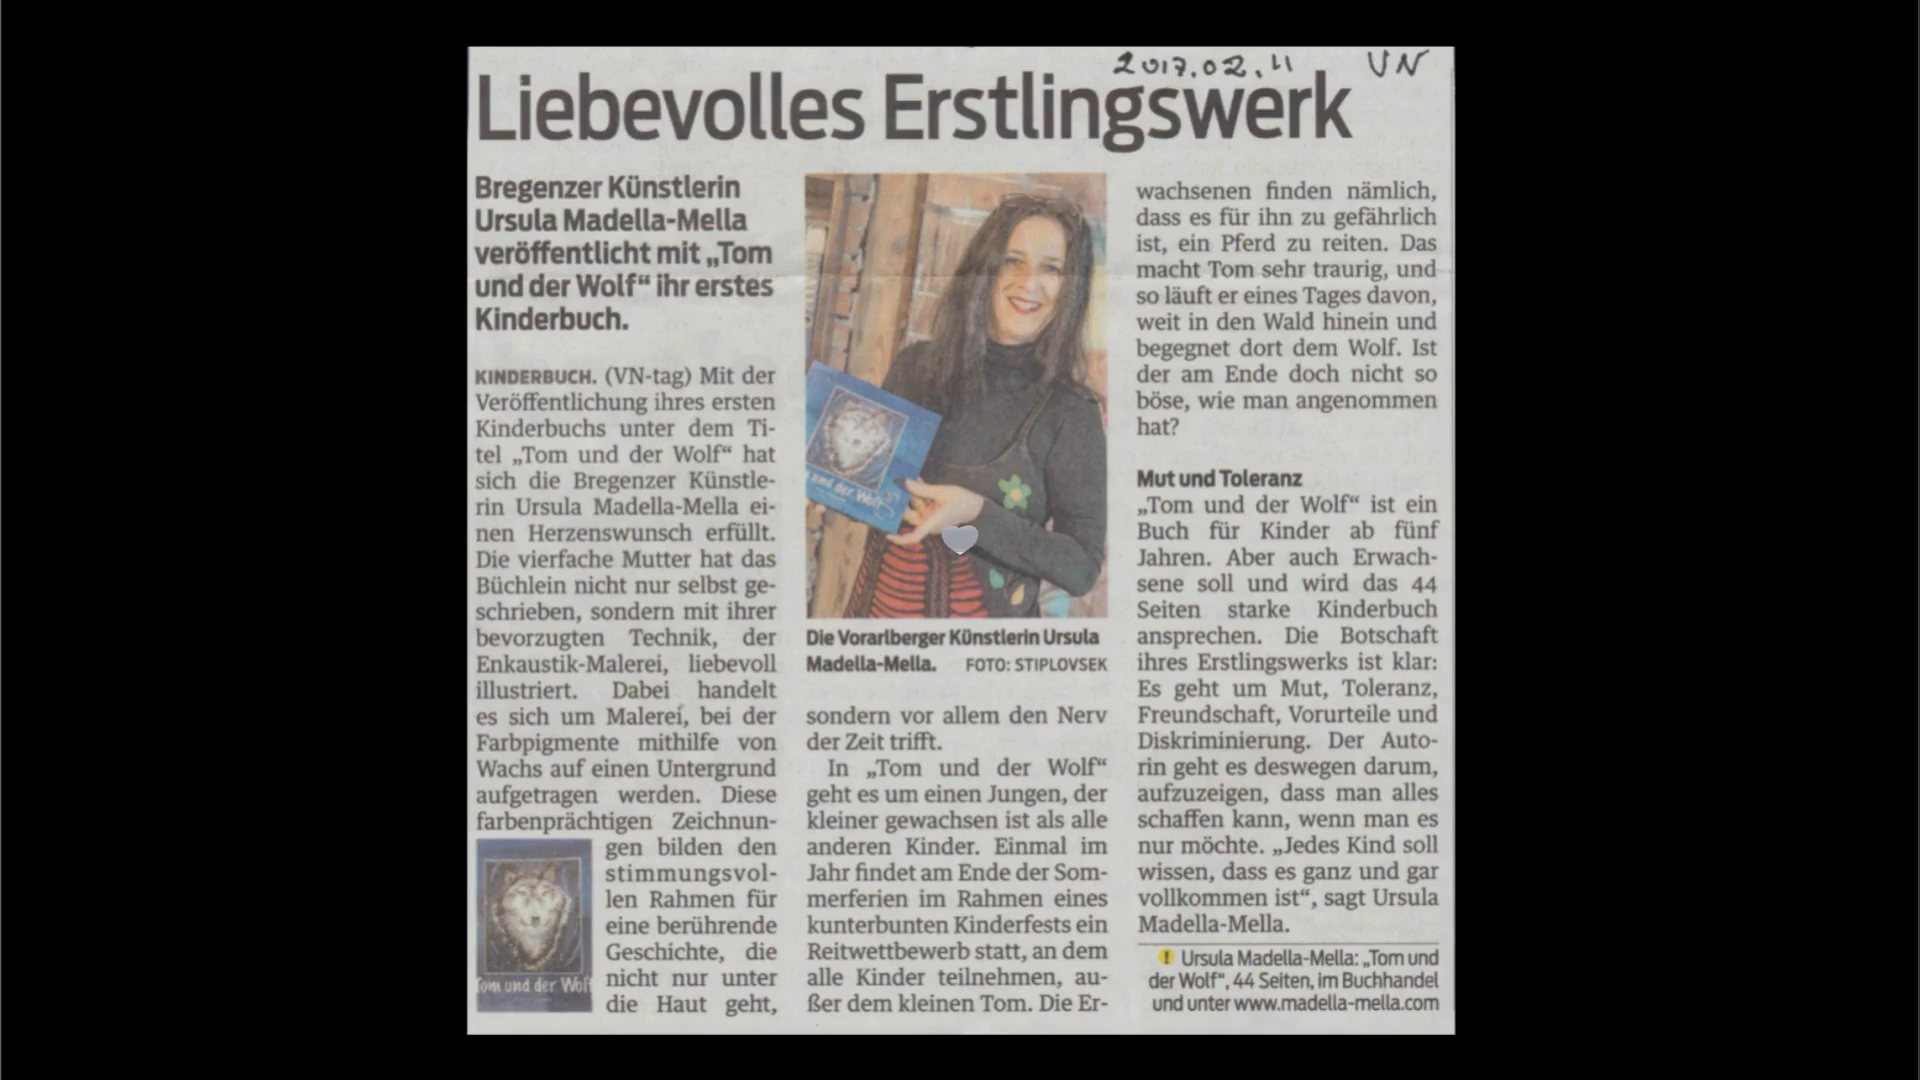 2017.02.11 VN
Liebevolles Erstlingswerk
Bregenzer Künstlerin
Ursula Madella-Mella
veröffentlicht mit „Tom
und der Wolf“ ihr erstes
Kinderbuch.
KINDERBUCH. (VN-tag) Mit der
Veröffentlichung ihres ersten
Kinderbuchs unter dem Ti-
tel „Tom und der Wolf“ hat
sich die Bregenzer Künstle-
rin Ursula Madella-Mella ei-
nen Herzenswunsch erfüllt.
Die vierfache Mutter hat das
Büchlein nicht nur selbst ge-
schrieben, sondern mit ihrer
bevorzugten Technik, der
Enkaustik-Malerei, liebevoll
illustriert. Dabei handelt
es sich um Malerei, bei der
Farbpigmente mithilfe von
Wachs auf einen Untergrund
aufgetragen werden. Diese
farbenprächtigen Zeichnun-
gen bilden den
stimmungsvol-
len Rahmen für
eine berührende
Geschichte, die
nicht nur unter
die Haut geht,
Tom und der Wolf
und der Wolf
Die Vorarlberger Künstlerin Ursula
Madella-Mella. FOTO: STIPLOVSEK
sondern vor allem den Nerv
der Zeit trifft.
In „Tom und der Wolf“
geht es um einen Jungen, der
kleiner gewachsen ist als alle
anderen Kinder. Einmal im
Jahr findet am Ende der Som-
merferien im Rahmen eines
kunterbunten Kinderfests ein
Reitwettbewerb statt, an dem
alle Kinder teilnehmen, au-
ßer dem kleinen Tom. Die Er-
wachsenen finden nämlich,
dass es für ihn zu gefährlich
ist, ein Pferd zu reiten. Das
macht Tom sehr traurig, und
so läuft er eines Tages davon,
weit in den Wald hinein und
begegnet dort dem Wolf. Ist
der am Ende doch nicht so
böse, wie man angenommen
hat?
Mut und Toleranz
„Tom und der Wolf“ ist ein
Buch für Kinder ab fünf
Jahren. Aber auch Erwach-
sene soll und wird das 44
Seiten starke Kinderbuch
ansprechen. Die Botschaft
ihres Erstlingswerks ist klar:
Es geht um Mut, Toleranz,
Freundschaft, Vorurteile und
Diskriminierung. Der Auto-
rin geht es deswegen darum,
aufzuzeigen, dass man alles
schaffen kann, wenn man es
nur möchte. „Jedes Kind soll
wissen, dass es ganz und gar
vollkommen ist“, sagt Ursula
Madella-Mella.
! Ursula Madella-Mella: „Tom und
der Wolf“, 44 Seiten, im Buchhandel
und unter www.madella-mella.com